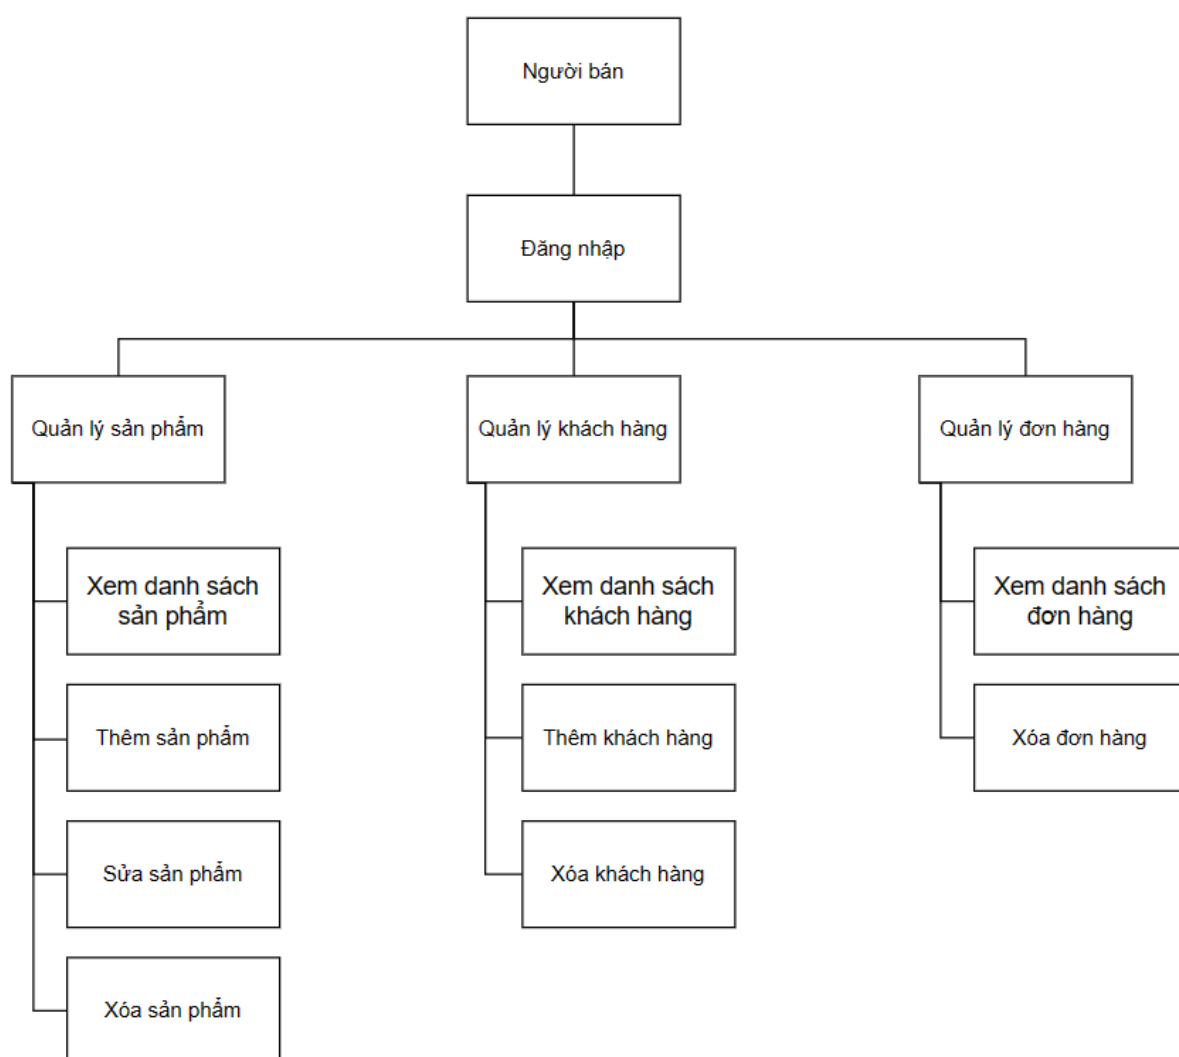 Người bán
Đăng nhập
Quản lý sản phẩm
Quản lý khách hàng
Quản lý đơn hàng
Xem danh sách
sản phẩm
Xem danh sách
khách hàng
Xem danh sách
đơn hàng
Thêm sản phẩm
Thêm khách hàng
Xóa đơn hàng
Sửa sản phẩm
Xóa khách hàng
Xóa sản phẩm